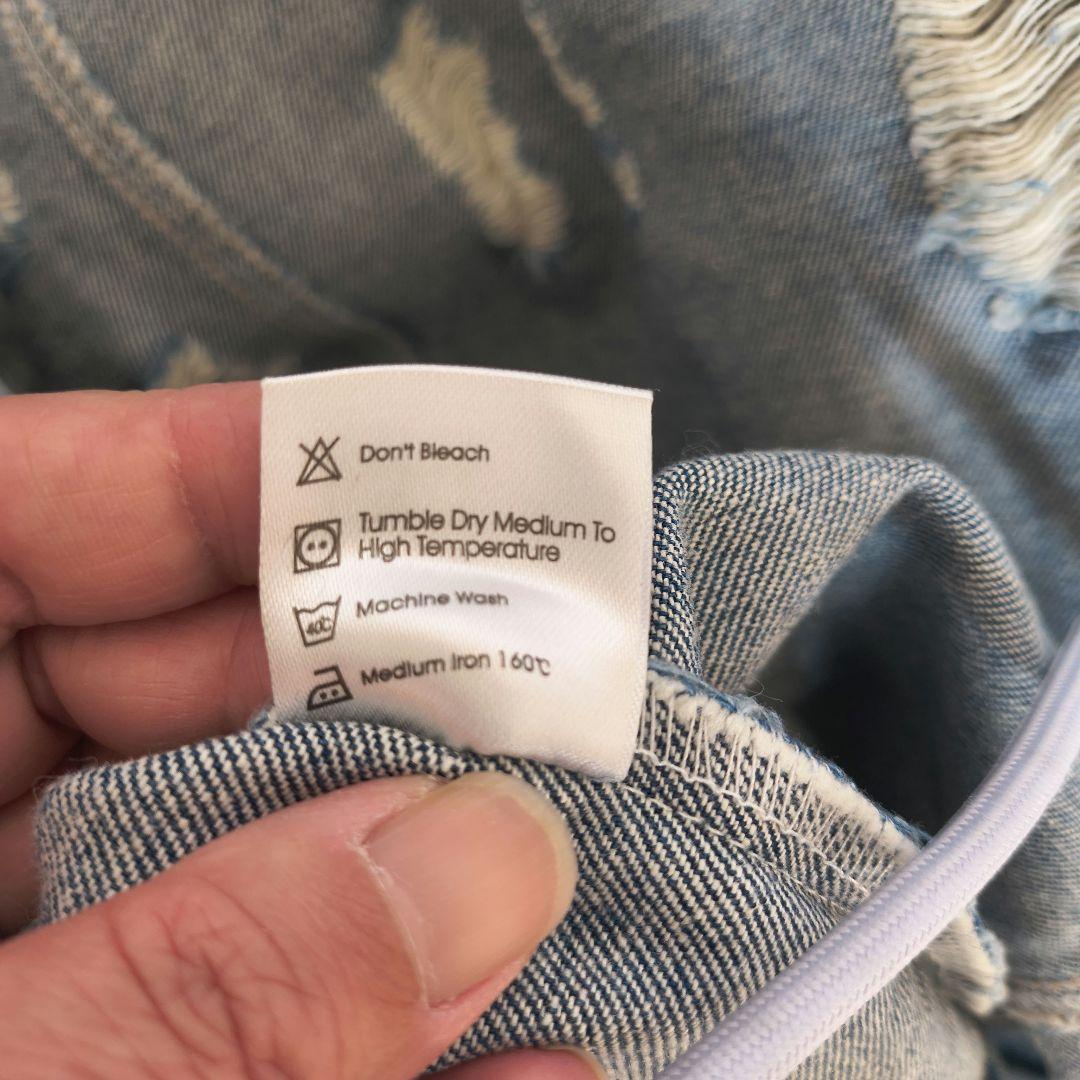 Don't Bleach
Tumble Dry Medium To
High Temperature
40℃ Machine Wash
Medium Iron 160℃